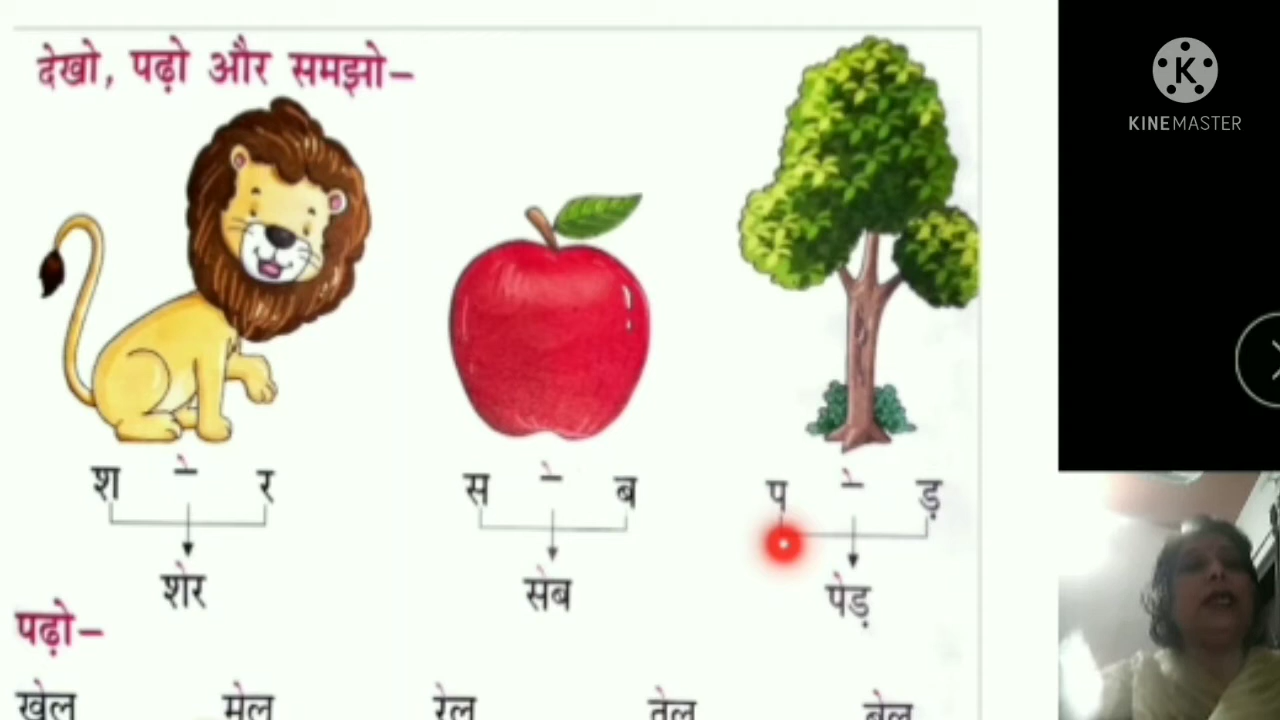 देखो, पढ़ो और समझो–
KINEMASTER
श े र
स े ब
प े ड़
शेर
सेब
पेड़
पढ़ो–
खेल मेल रेल तेल बेल